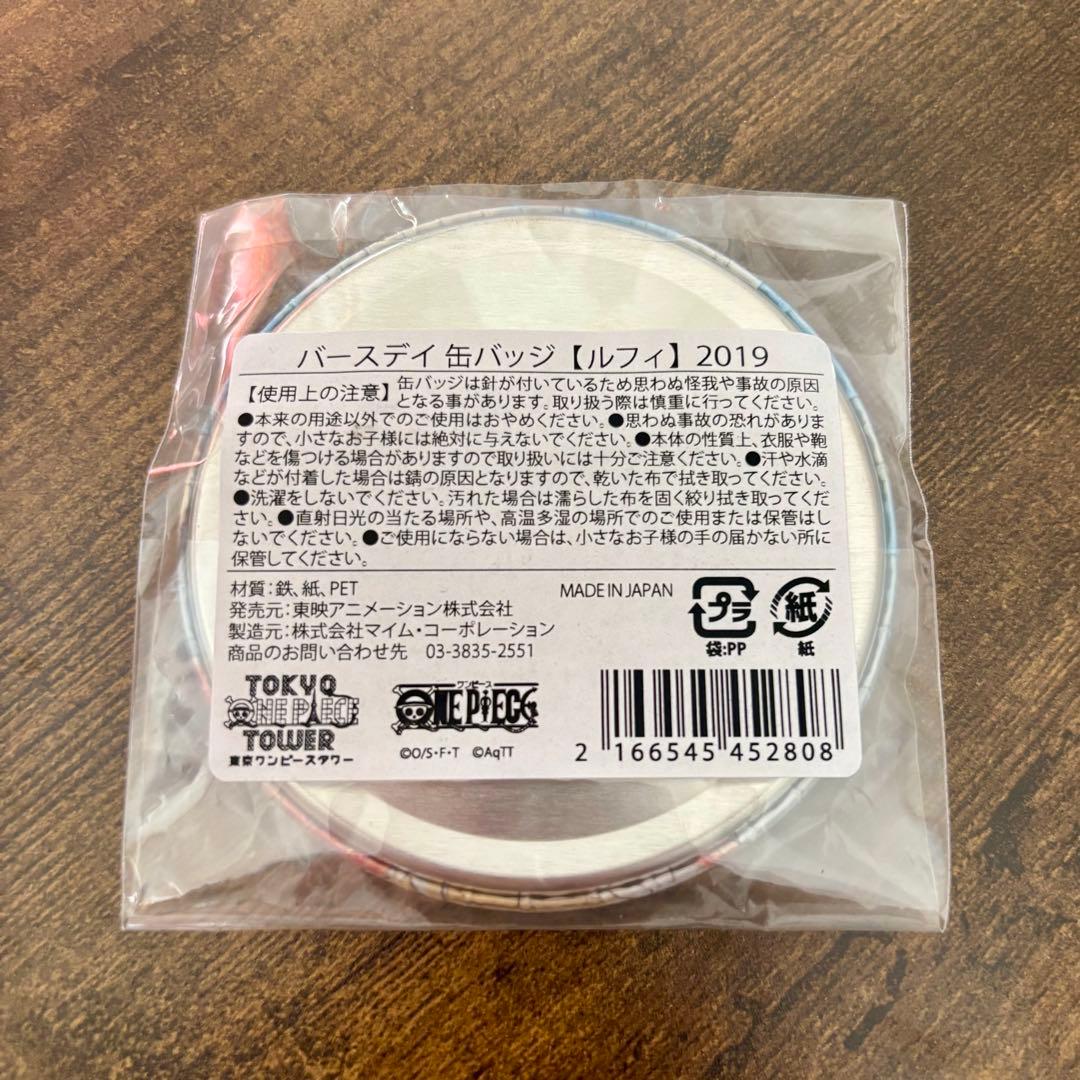 バースデイ 缶バッジ【ルフィ】2019
【使用上の注意】缶バッジは針が付いているため思わぬ怪我や事故の原因
となる事があります。取り扱う際は慎重に行ってください。
●本来の用途以外でのご使用はおやめください。●思わぬ事故の恐れがありま
すので、小さなお子様には絶対に与えないでください。●本体の性質上、衣服や鞄
などを傷つける場合がありますので取り扱いには十分ご注意ください。●汗や水滴
などが付着した場合は錆の原因となりますので、乾いた布で拭き取ってください。
●洗濯をしないでください。汚れた場合は濡らした布を固く絞り拭き取ってくだ
さい。●直射日光の当たる場所や、高温多湿の場所でのご使用または保管はし
ないでください。●ご使用にならない場合は、小さなお子様の手の届かない所に
保管してください。
材質:鉄、紙、PET MADE IN JAPAN
発売元:東映アニメーション株式会社
製造元:株式会社マイム・コーポレーション
商品のお問い合わせ先 03-3835-2551
プラ
袋:PP
紙
紙
TOKYO
ONE PIECE
TOWER
東京ワンピースタワー
ワンピース
ONE PIECE
©O/S・F・T ©AqTT
2 166545 452808